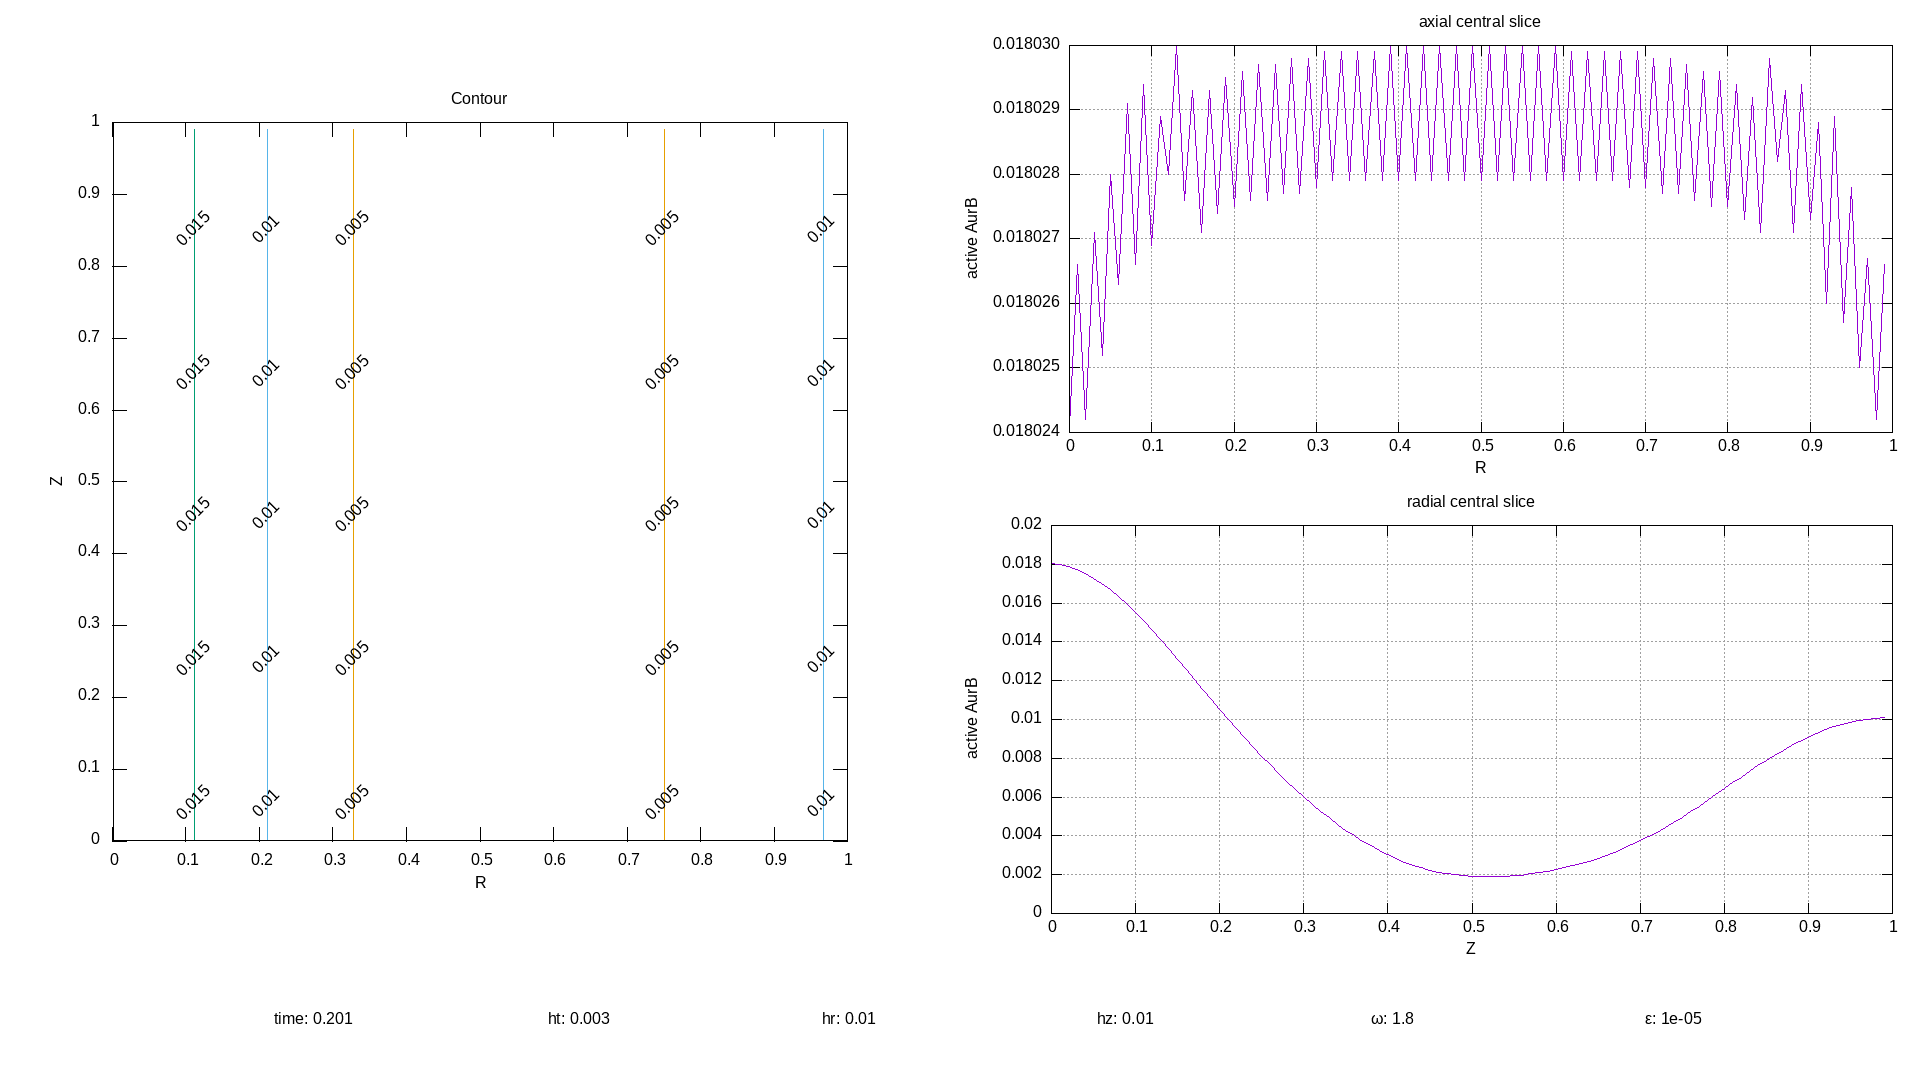 Contour
1
0.9
0.8
0.7
0.6
0.5
0.4
0.3
0.2
0.1
0
Z
0.015 0.01 0.005 0.005 0.01
0.015 0.01 0.005 0.005 0.01
0.015 0.01 0.005 0.005 0.01
0.015 0.01 0.005 0.005 0.01
0.015 0.01 0.005 0.005 0.01
0 0.1 0.2 0.3 0.4 0.5 0.6 0.7 0.8 0.9 1
R
axial central slice
0.018030
0.018029
0.018028
0.018027
0.018026
0.018025
0.018024
active AurB
0 0.1 0.2 0.3 0.4 0.5 0.6 0.7 0.8 0.9 1
R
radial central slice
0.02
0.018
0.016
0.014
0.012
0.01
0.008
0.006
0.004
0.002
0
active AurB
0 0.1 0.2 0.3 0.4 0.5 0.6 0.7 0.8 0.9 1
Z
time: 0.201 ht: 0.003 hr: 0.01 hz: 0.01 ω: 1.8 ε: 1e-05